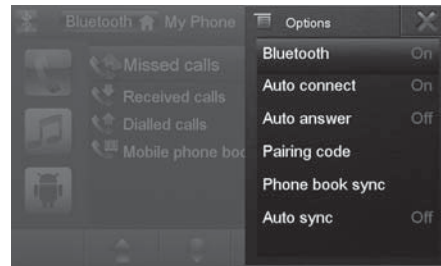 Bluetooth My Phone
Missed calls
Received calls
Dialled calls
Mobile phone boo
Options
Bluetooth On
Auto connect On
Auto answer Off
Pairing code
Phone book sync
Auto sync Off